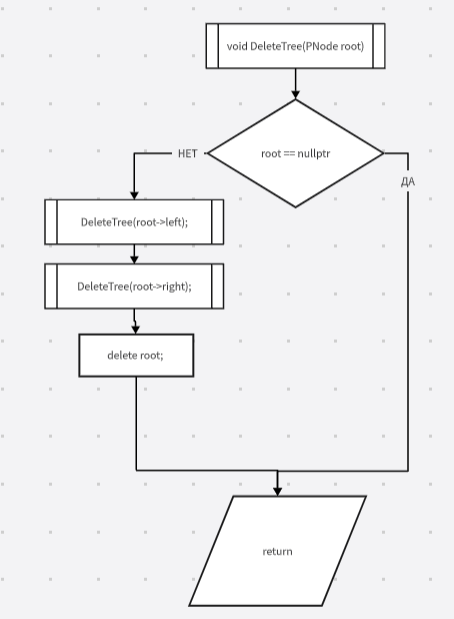 void DeleteTree(PNode root)
root == nullptr
НЕТ
ДА
DeleteTree(root->left);
DeleteTree(root->right);
delete root;
return